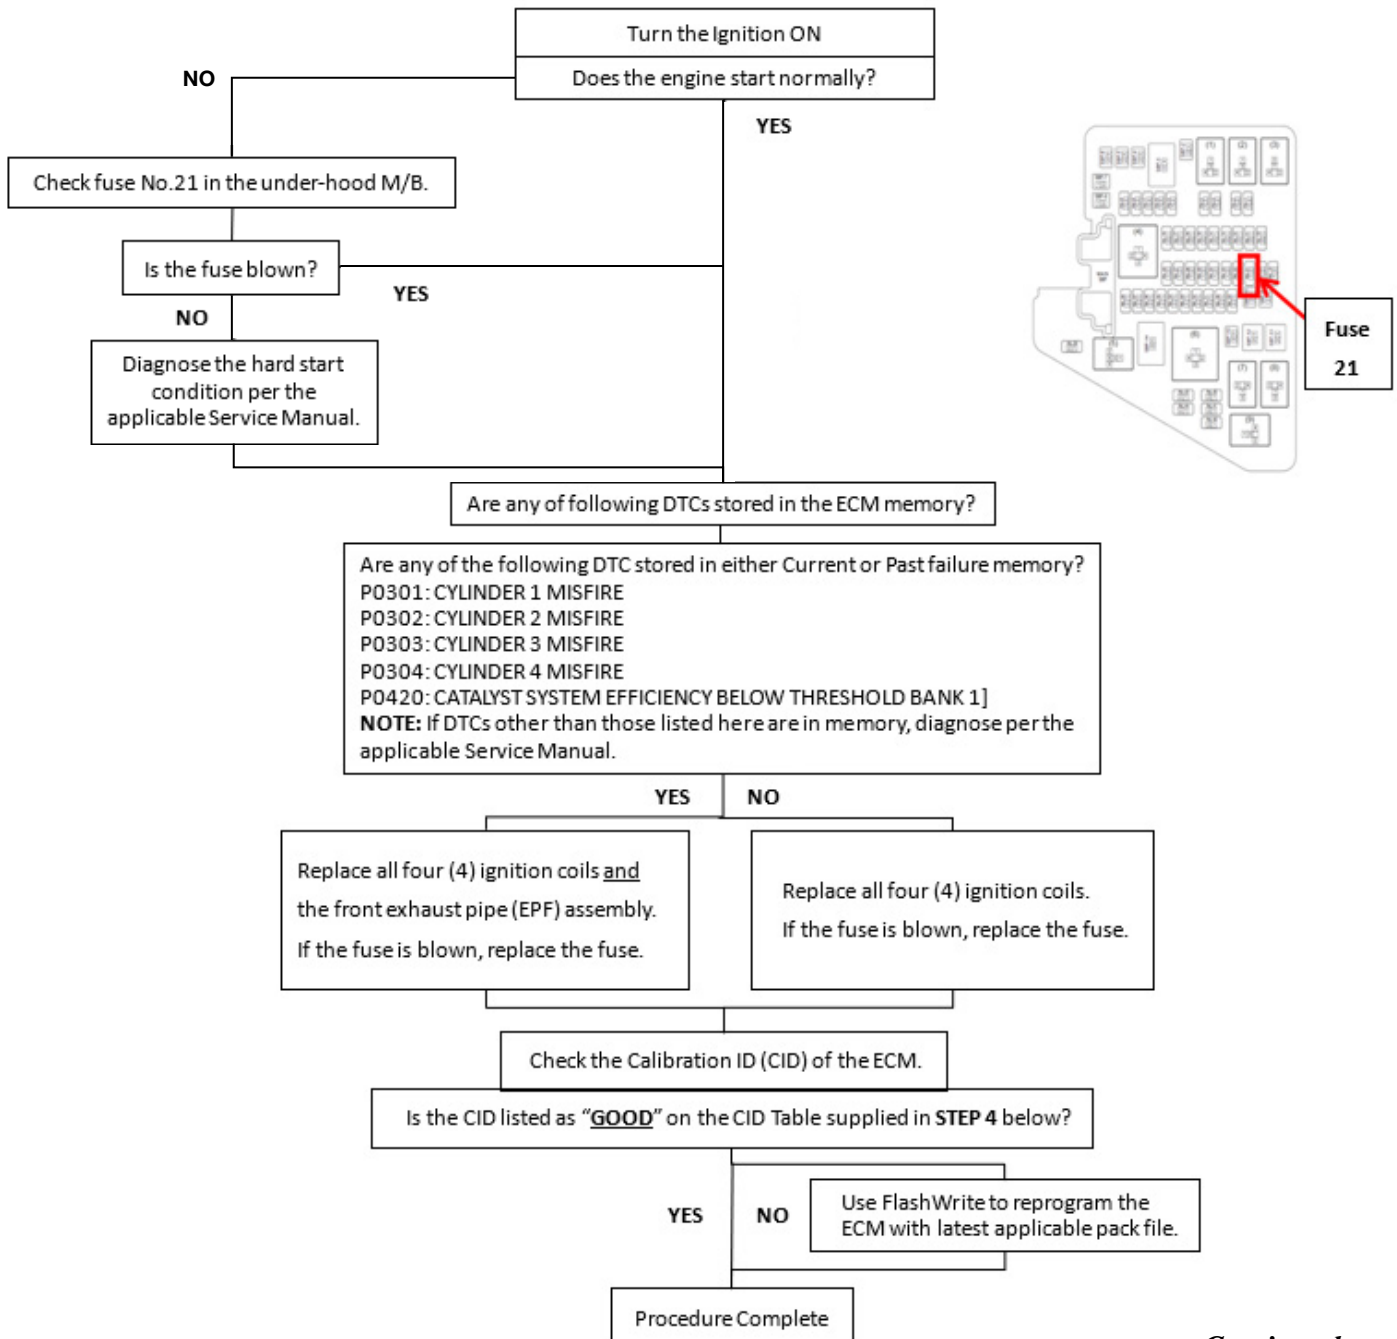 Turn the Ignition ON
Does the engine start normally?
NO
YES
Check fuse No.21 in the under-hood M/B.
Is the fuse blown?
YES
NO
Diagnose the hard start
condition per the
applicable Service Manual.
Fuse
21
Are any of following DTCs stored in the ECM memory?
Are any of the following DTC stored in either Current or Past failure memory?
P0301: CYLINDER 1 MISFIRE
P0302: CYLINDER 2 MISFIRE
P0303: CYLINDER 3 MISFIRE
P0304: CYLINDER 4 MISFIRE
P0420: CATALYST SYSTEM EFFICIENCY BELOW THRESHOLD BANK 1]
NOTE: If DTCs other than those listed here are in memory, diagnose per the
applicable Service Manual.
YES
NO
Replace all four (4) ignition coils and
the front exhaust pipe (EPF) assembly.
If the fuse is blown, replace the fuse.
Replace all four (4) ignition coils.
If the fuse is blown, replace the fuse.
Check the Calibration ID (CID) of the ECM.
Is the CID listed as “GOOD” on the CID Table supplied in STEP 4 below?
YES
NO
Use FlashWrite to reprogram the
ECM with latest applicable pack file.
Procedure Complete